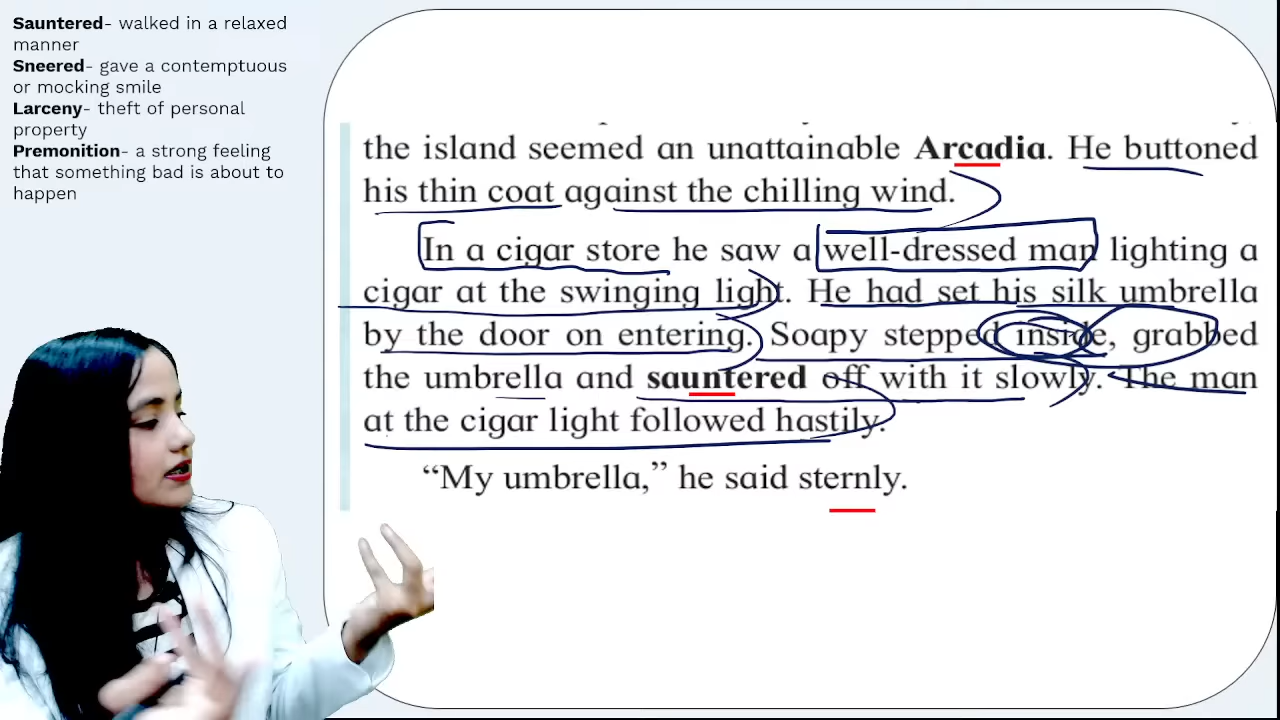 Sauntered- walked in a relaxed
manner
Sneered- gave a contemptuous
or mocking smile
Larceny- theft of personal
property
Premonition- a strong feeling
that something bad is about to
happen
the island seemed an unattainable Arcadia. He buttoned
his thin coat against the chilling wind.
In a cigar store he saw a well-dressed man lighting a
cigar at the swinging light. He had set his silk umbrella
by the door on entering. Soapy stepped inside, grabbed
the umbrella and sauntered off with it slowly. The man
at the cigar light followed hastily.
“My umbrella,” he said sternly.